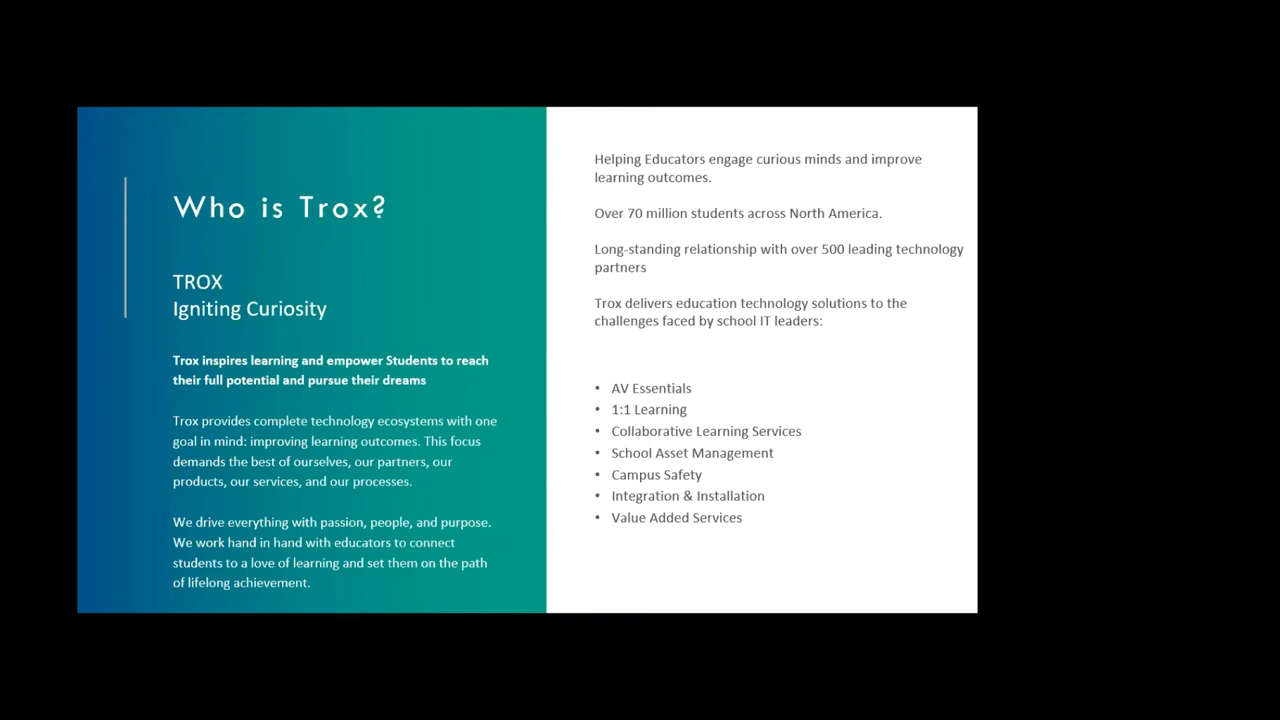 Who is Trox?
TROX
Igniting Curiosity
Trox inspires learning and empower Students to reach
their full potential and pursue their dreams
Trox provides complete technology ecosystems with one
goal in mind: improving learning outcomes. This focus
demands the best of ourselves, our partners, our
products, our services, and our processes.
We drive everything with passion, people, and purpose.
We work hand in hand with educators to connect
students to a love of learning and set them on the path
of lifelong achievement.
Helping Educators engage curious minds and improve
learning outcomes.
Over 70 million students across North America.
Long-standing relationship with over 500 leading technology
partners
Trox delivers education technology solutions to the
challenges faced by school IT leaders:
• AV Essentials
• 1:1 Learning
• Collaborative Learning Services
• School Asset Management
• Campus Safety
• Integration & Installation
• Value Added Services